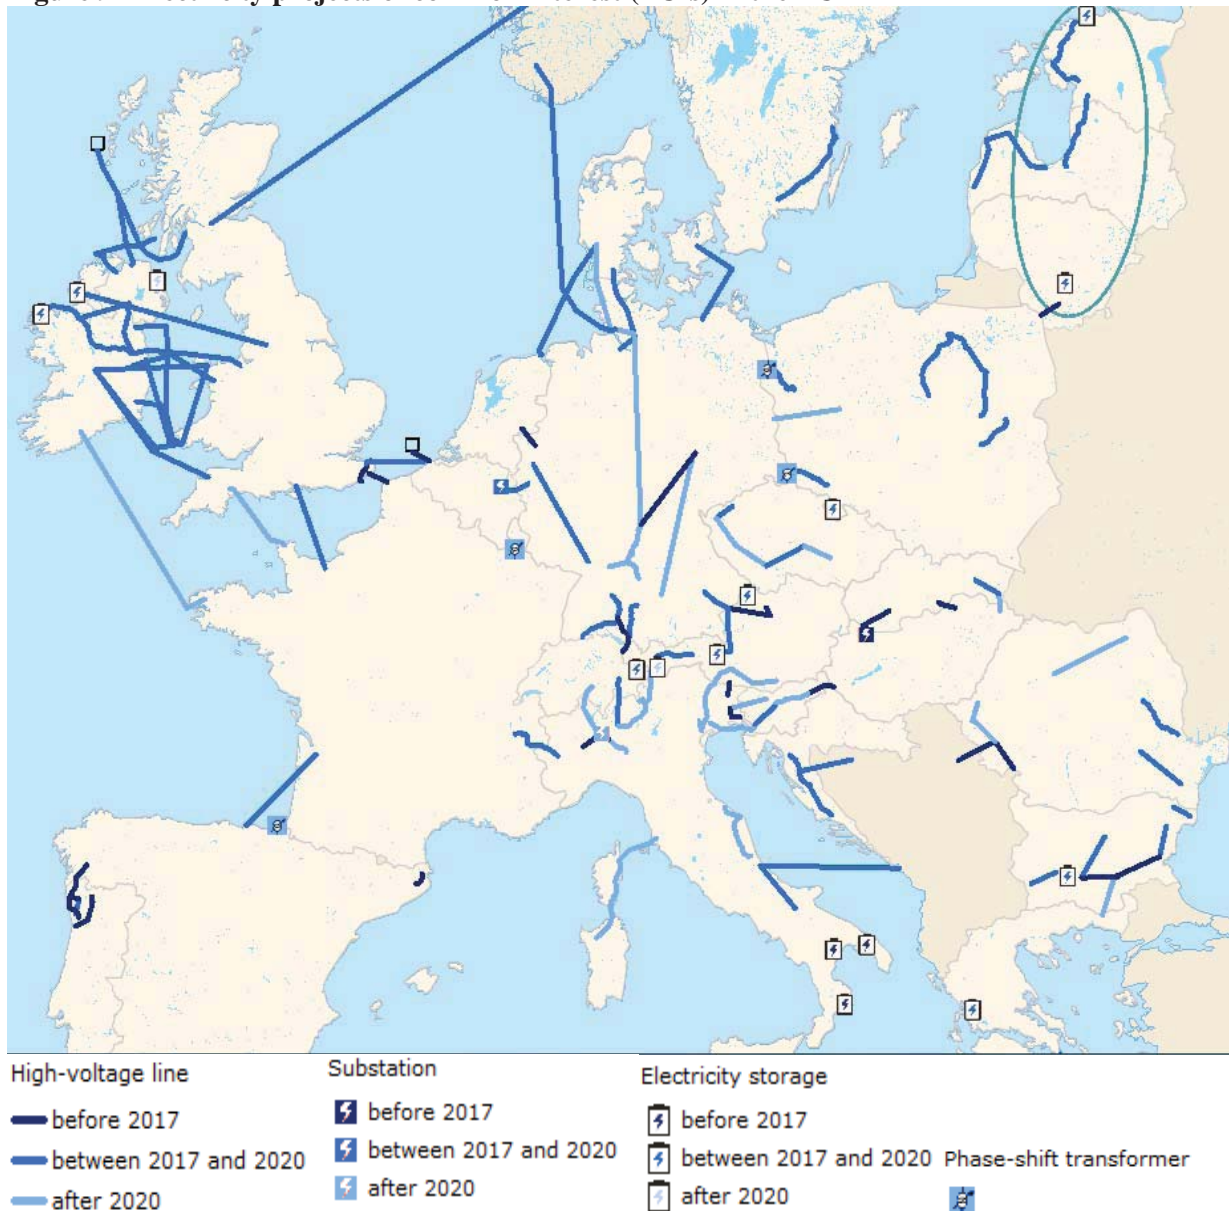 High-voltage line
before 2017
between 2017 and 2020
after 2020
Substation
before 2017
between 2017 and 2020
after 2020
Electricity storage
before 2017
between 2017 and 2020
after 2020
Phase-shift transformer